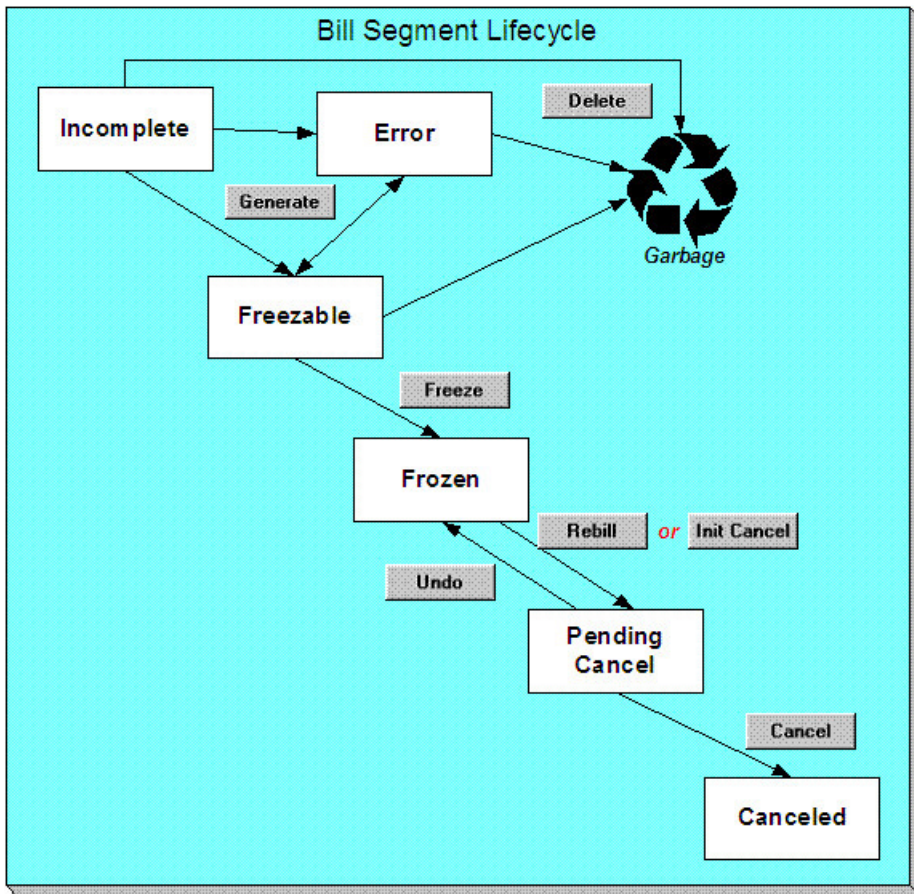 Bill Segment Lifecycle
Delete
Incomplete
Error
Generate
Garbage
Freezable
Freeze
Frozen
Rebill or Init Cancel
Undo
Pending
Cancel
Cancel
Canceled